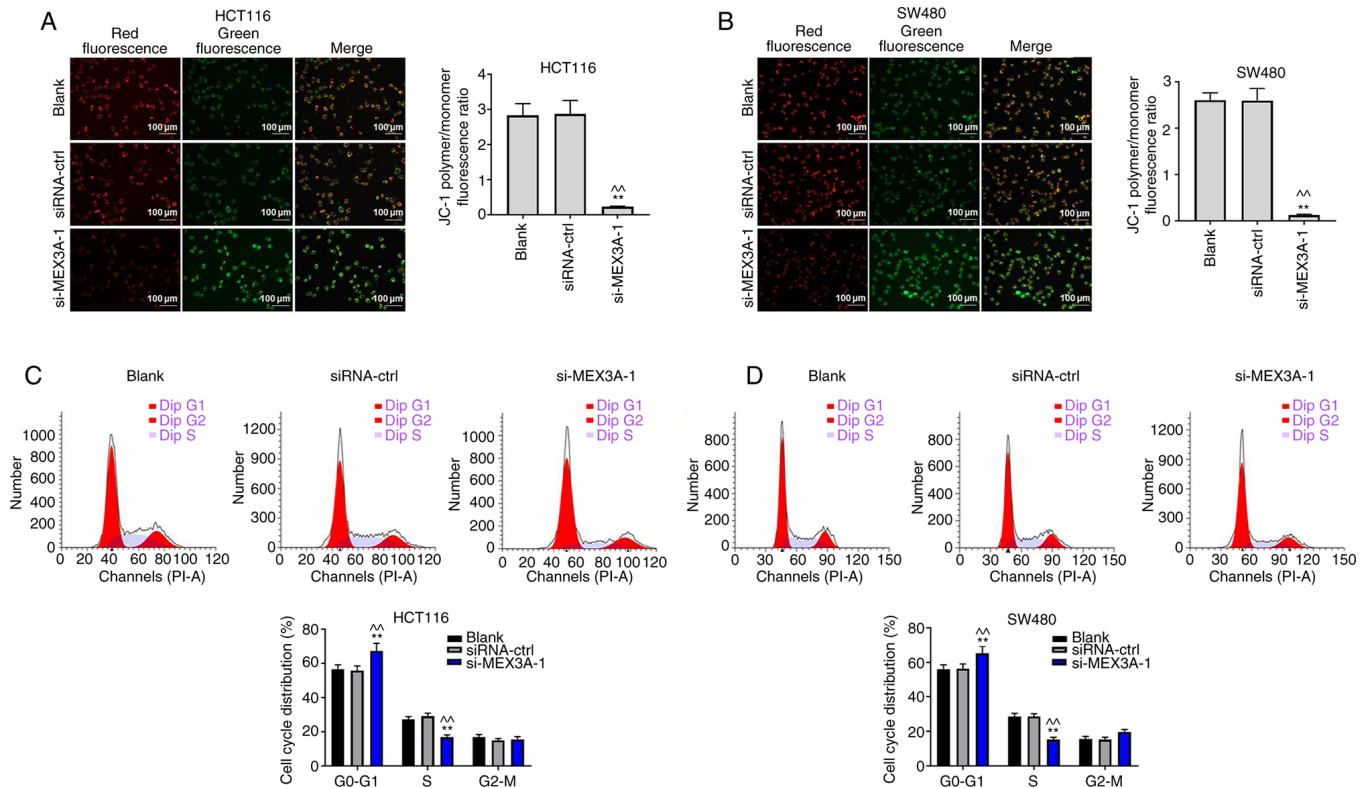 A
HCT116
Red fluorescence
Green fluorescence
Merge
Blank
siRNA-ctrl
si-MEX3A-1
100 µm
100 µm
100 µm
100 µm
100 µm
100 µm
100 µm
100 µm
100 µm
HCT116
JC-1 polymer/monomer fluorescence ratio
4
3
2
1
0
^^
**
Blank
siRNA-ctrl
si-MEX3A-1
B
SW480
Red fluorescence
Green fluorescence
Merge
Blank
siRNA-ctrl
si-MEX3A-1
100 µm
100 µm
100 µm
100 µm
100 µm
100 µm
100 µm
100 µm
100 µm
SW480
JC-1 polymer/monomer fluorescence ratio
3
2
1
0
^^
**
Blank
siRNA-ctrl
si-MEX3A-1
C
Blank
Dip G1
Dip G2
Dip S
Number
1000
800
600
400
200
0
0 20 40 60 80 100 120
Channels (PI-A)
siRNA-ctrl
Dip G1
Dip G2
Dip S
Number
1200
900
600
300
0
0 20 40 60 80 100 120
Channels (PI-A)
si-MEX3A-1
Dip G1
Dip G2
Dip S
Number
1000
800
600
400
200
0
0 20 40 60 80 100 120
Channels (PI-A)
HCT116
Cell cycle distribution (%)
80
60
40
20
0
Blank
siRNA-ctrl
si-MEX3A-1
^^
**
^^
**
G0-G1 S G2-M
D
Blank
Dip G1
Dip G2
Dip S
Number
800
600
400
200
0
0 30 60 90 120 150
Channels (PI-A)
siRNA-ctrl
Dip G1
Dip G2
Dip S
Number
800
600
400
200
0
0 30 60 90 120 150
Channels (PI-A)
si-MEX3A-1
Dip G1
Dip G2
Dip S
Number
1200
900
600
300
0
0 30 60 90 120 150
Channels (PI-A)
SW480
Cell cycle distribution (%)
80
60
40
20
0
Blank
siRNA-ctrl
si-MEX3A-1
^^
**
^^
**
G0-G1 S G2-M